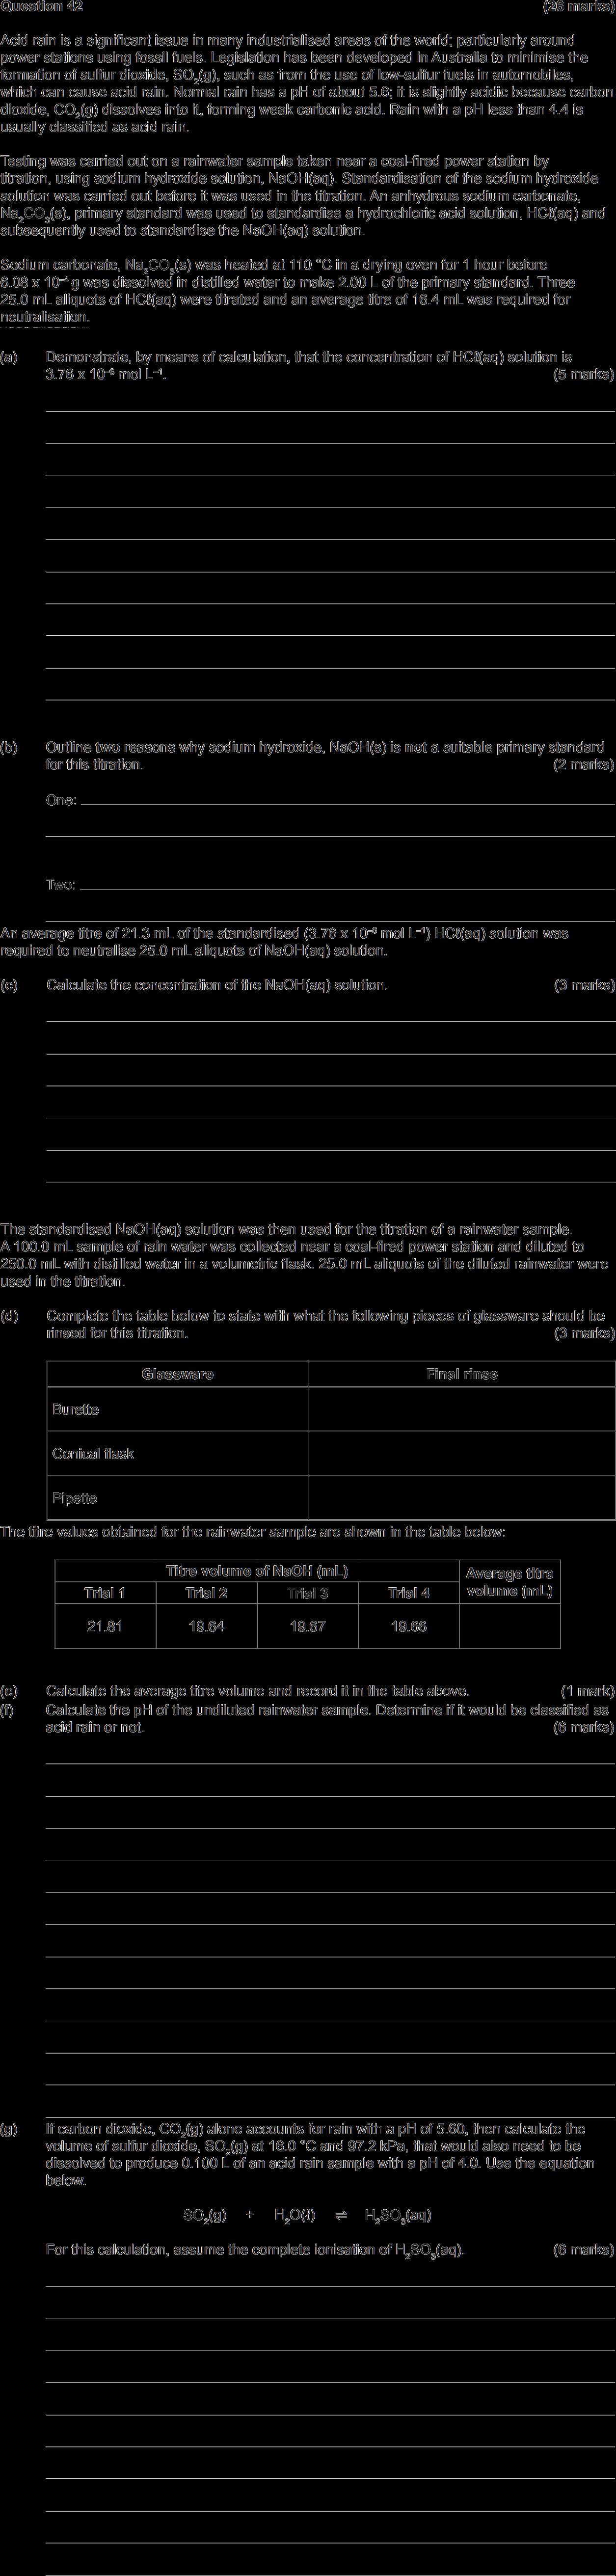 Question 42 (26 marks)
Acid rain is a significant issue in many industrialised areas of the world; particularly around
power stations using fossil fuels. Legislation has been developed in Australia to minimise the
formation of sulfur dioxide, SO₂(g), such as from the use of low-sulfur fuels in automobiles,
which can cause acid rain. Normal rain has a pH of about 5.6; it is slightly acidic because carbon
dioxide, CO₂(g) dissolves into it, forming weak carbonic acid. Rain with a pH less than 4.4 is
usually classified as acid rain.
Testing was carried out on a rainwater sample taken near a coal-fired power station by
titration, using sodium hydroxide solution, NaOH(aq). Standardisation of the sodium hydroxide
solution was carried out before it was used in the titration. An anhydrous sodium carbonate,
Na₂CO₃(s), primary standard was used to standardise a hydrochloric acid solution, HCℓ(aq) and
subsequently used to standardise the NaOH(aq) solution.
Sodium carbonate, Na₂CO₃(s) was heated at 110 °C in a drying oven for 1 hour before
6.08 x 10⁻⁴ g was dissolved in distilled water to make 2.00 L of the primary standard. Three
25.0 mL aliquots of HCℓ(aq) were titrated and an average titre of 16.4 mL was required for
neutralisation.
(a) Demonstrate, by means of calculation, that the concentration of HCℓ(aq) solution is
3.76 x 10⁻⁶ mol L⁻¹. (5 marks)
(b) Outline two reasons why sodium hydroxide, NaOH(s) is not a suitable primary standard
for this titration. (2 marks)
One:
Two:
An average titre of 21.3 mL of the standardised (3.76 x 10⁻⁶ mol L⁻¹) HCℓ(aq) solution was
required to neutralise 25.0 mL aliquots of NaOH(aq) solution.
(c) Calculate the concentration of the NaOH(aq) solution. (3 marks)
The standardised NaOH(aq) solution was then used for the titration of a rainwater sample.
A 100.0 mL sample of rain water was collected near a coal-fired power station and diluted to
250.0 mL with distilled water in a volumetric flask. 25.0 mL aliquots of the diluted rainwater were
used in the titration.
(d) Complete the table below to state with what the following pieces of glassware should be
rinsed for this titration. (3 marks)
Glassware Final rinse
Burette
Conical flask
Pipette
The titre values obtained for the rainwater sample are shown in the table below:
Titre volume of NaOH (mL) Average titre
volume (mL)
Trial 1 Trial 2 Trial 3 Trial 4
21.81 19.64 19.67 19.66
(e) Calculate the average titre volume and record it in the table above. (1 mark)
(f) Calculate the pH of the undiluted rainwater sample. Determine if it would be classified as
acid rain or not. (6 marks)
(g) If carbon dioxide, CO₂(g) alone accounts for rain with a pH of 5.60, then calculate the
volume of sulfur dioxide, SO₂(g) at 16.0 °C and 97.2 kPa, that would also need to be
dissolved to produce 0.100 L of an acid rain sample with a pH of 4.0. Use the equation
below.
SO₂(g) + H₂O(ℓ) ⇌ H₂SO₃(aq)
For this calculation, assume the complete ionisation of H₂SO₃(aq). (6 marks)